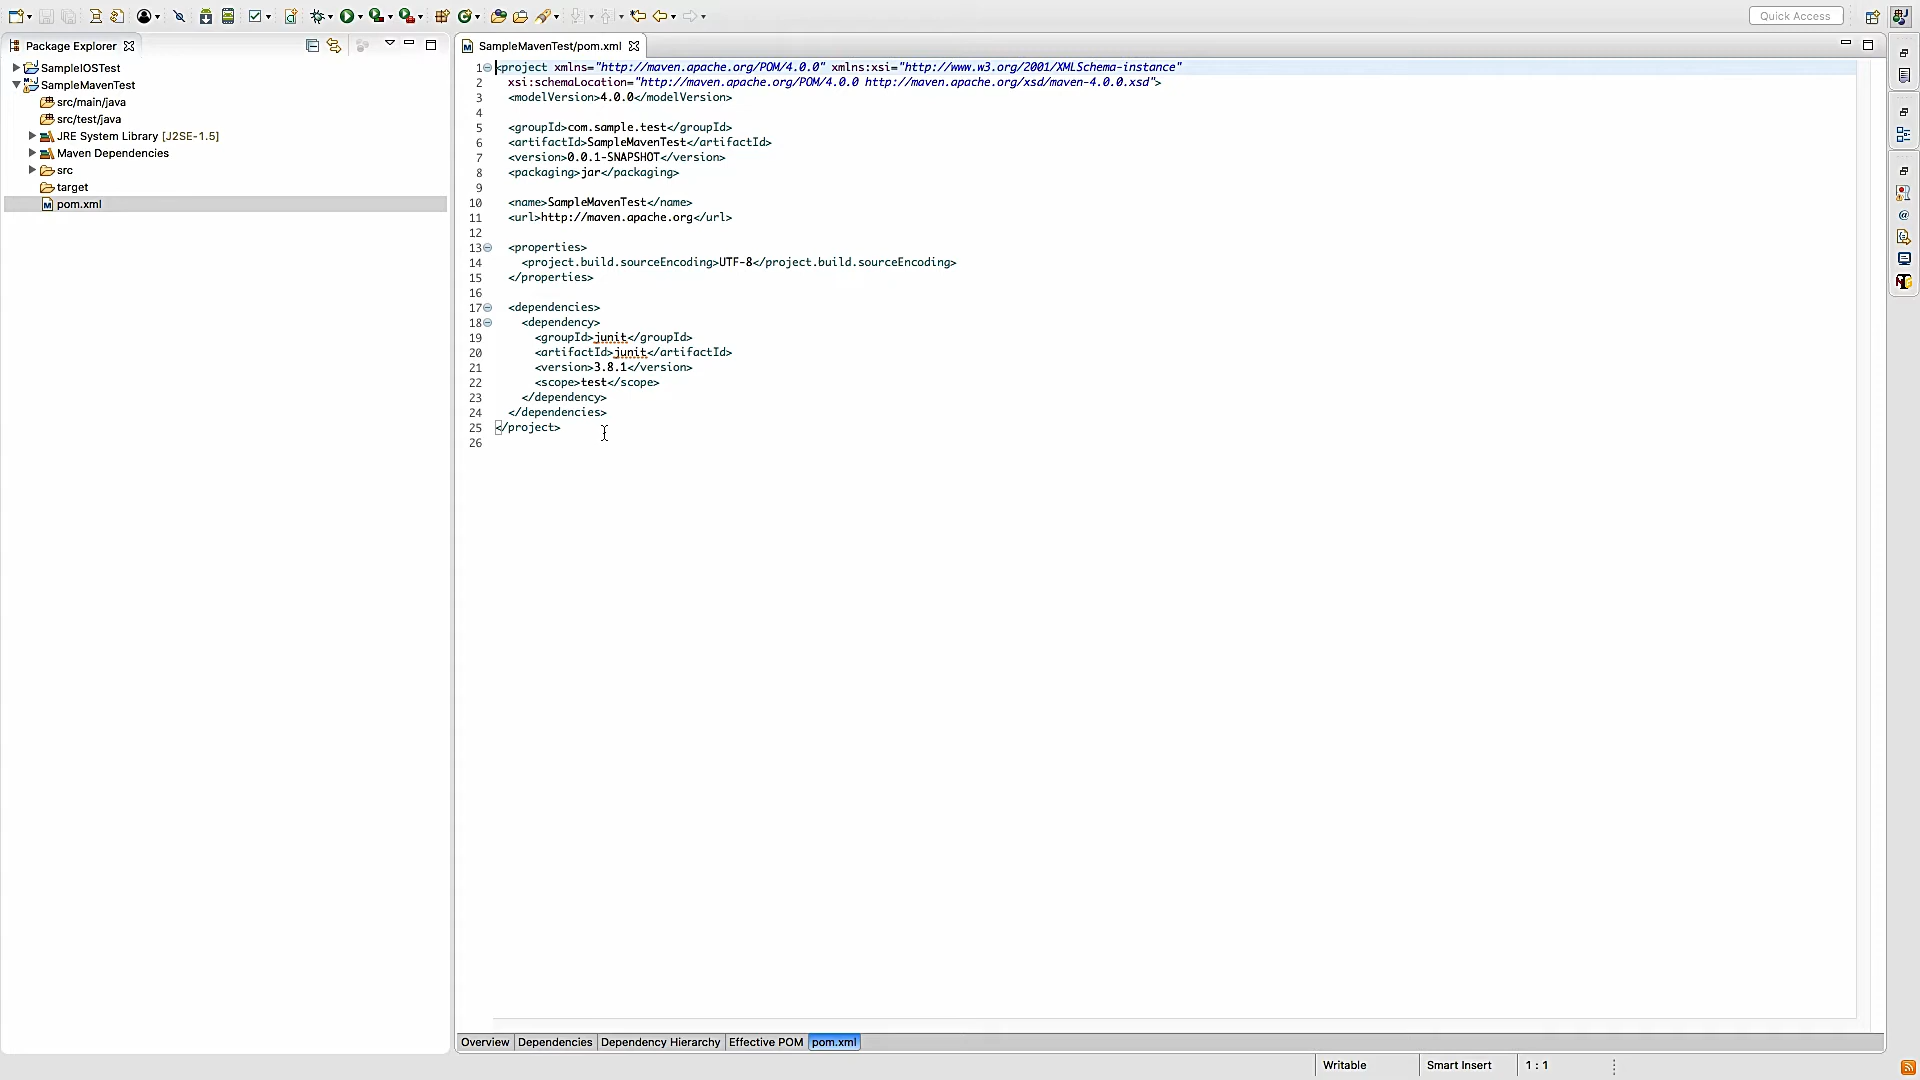 Quick Access
Package Explorer
SampleIOSTest
SampleMavenTest
src/main/java
src/test/java
JRE System Library [J2SE-1.5]
Maven Dependencies
src
target
pom.xml
SampleMavenTest/pom.xml
1 <project xmlns="http://maven.apache.org/POM/4.0.0" xmlns:xsi="http://www.w3.org/2001/XMLSchema-instance"
2 xsi:schemaLocation="http://maven.apache.org/POM/4.0.0 http://maven.apache.org/xsd/maven-4.0.0.xsd">
3 <modelVersion>4.0.0</modelVersion>
4
5 <groupId>com.sample.test</groupId>
6 <artifactId>SampleMavenTest</artifactId>
7 <version>0.0.1-SNAPSHOT</version>
8 <packaging>jar</packaging>
9
10 <name>SampleMavenTest</name>
11 <url>http://maven.apache.org</url>
12
13 <properties>
14 <project.build.sourceEncoding>UTF-8</project.build.sourceEncoding>
15 </properties>
16
17 <dependencies>
18 <dependency>
19 <groupId>junit</groupId>
20 <artifactId>junit</artifactId>
21 <version>3.8.1</version>
22 <scope>test</scope>
23 </dependency>
24 </dependencies>
25 </project>
26
Overview Dependencies Dependency Hierarchy Effective POM pom.xml
Writable Smart Insert 1 : 1